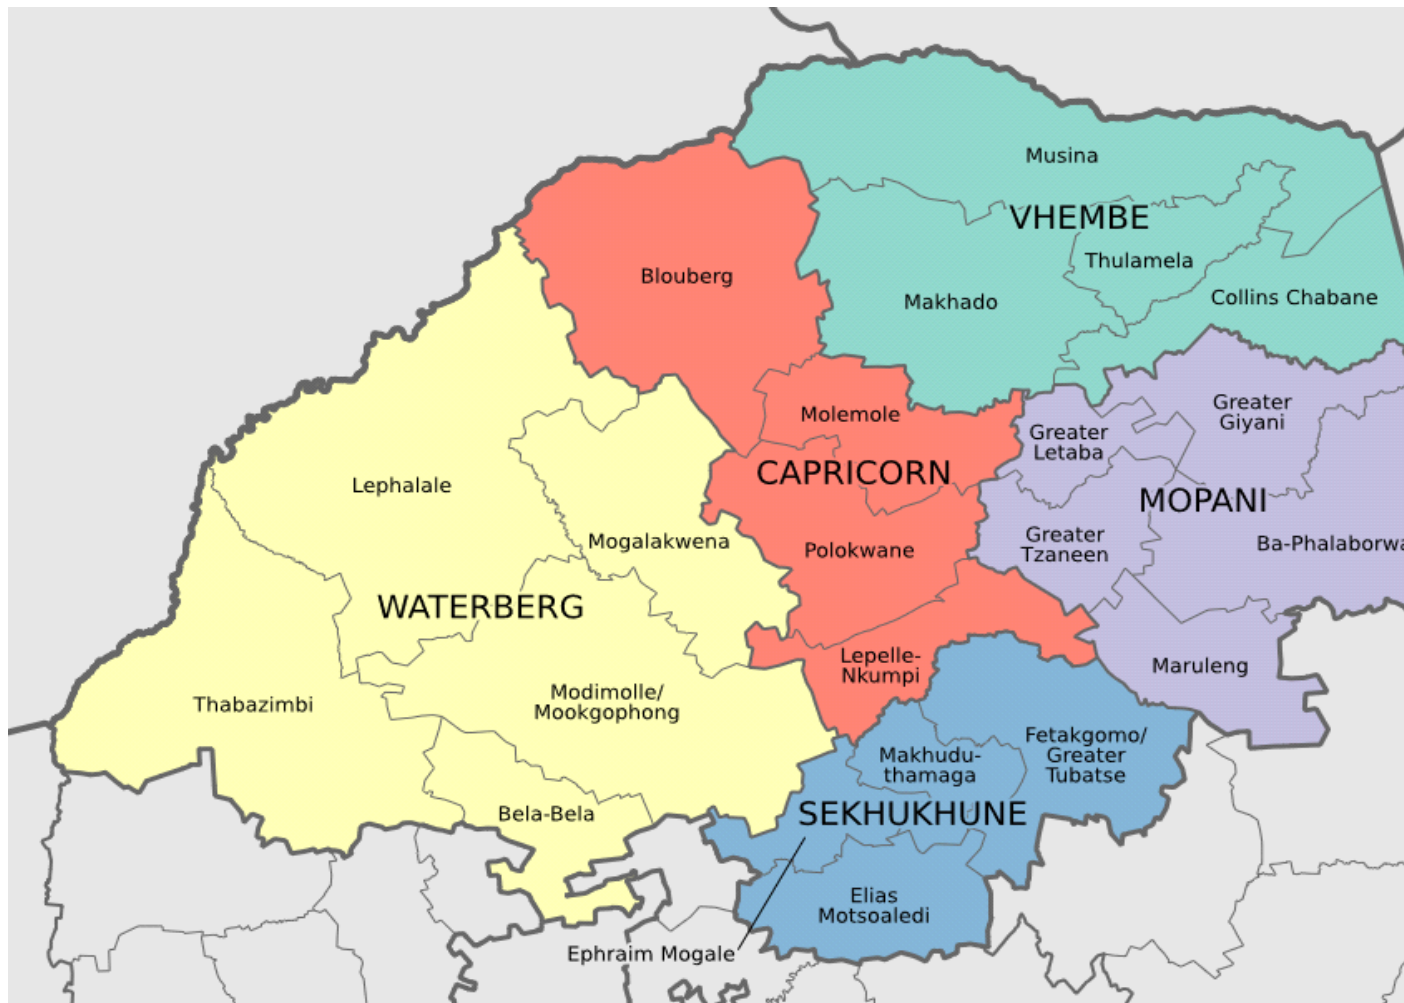 Musina
VHEMBE
Thulamela
Blouberg
Makhado
Collins Chabane
Molemole
Greater
Letaba
Greater
Giyani
CAPRICORN
Lephalale
MOPANI
Mogalakwena
Polokwane
Greater
Tzaneen
Ba-Phalaborwa
WATERBERG
Lepelle-
Nkumpi
Maruleng
Thabazimbi
Modimolle/
Mookgophong
Makhudu-
thamaga
Fetakgomo/
Greater
Tubatse
Bela-Bela
SEKHUKHUNE
Elias
Motsoaledi
Ephraim Mogale